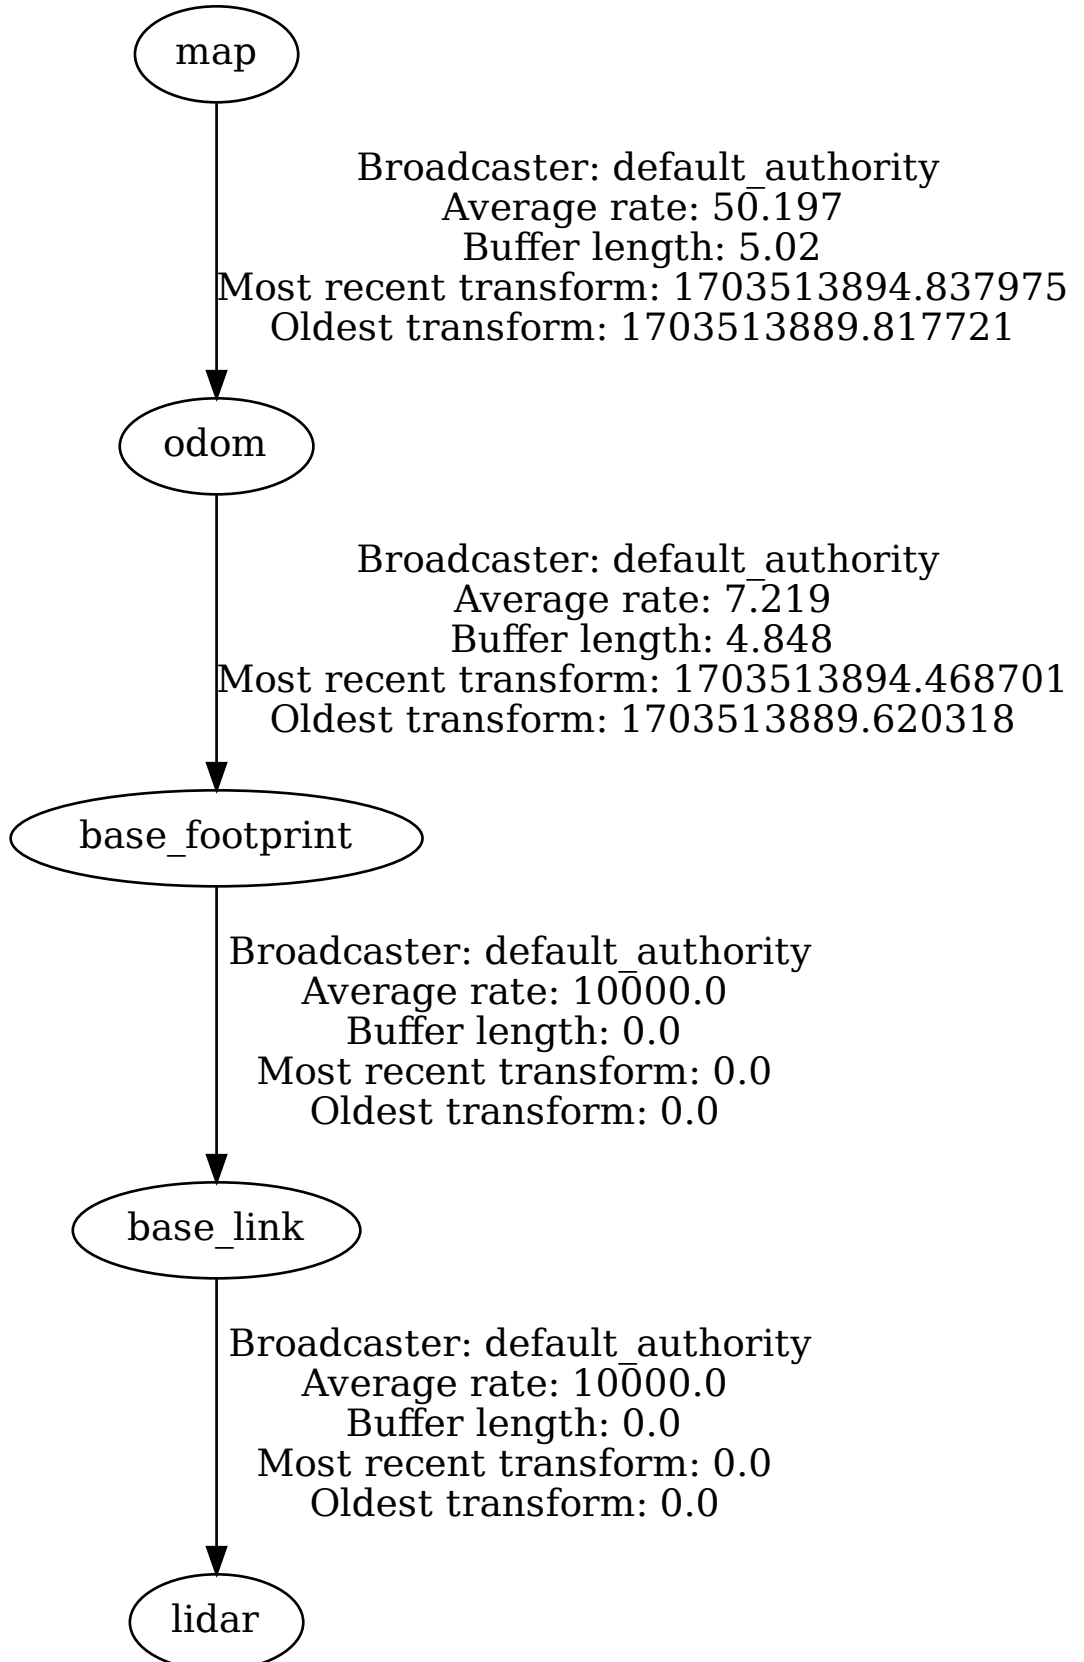 map
Broadcaster: default_authority
Average rate: 50.197
Buffer length: 5.02
Most recent transform: 1703513894.837975
Oldest transform: 1703513889.817721
odom
Broadcaster: default_authority
Average rate: 7.219
Buffer length: 4.848
Most recent transform: 1703513894.468701
Oldest transform: 1703513889.620318
base_footprint
Broadcaster: default_authority
Average rate: 10000.0
Buffer length: 0.0
Most recent transform: 0.0
Oldest transform: 0.0
base_link
Broadcaster: default_authority
Average rate: 10000.0
Buffer length: 0.0
Most recent transform: 0.0
Oldest transform: 0.0
lidar